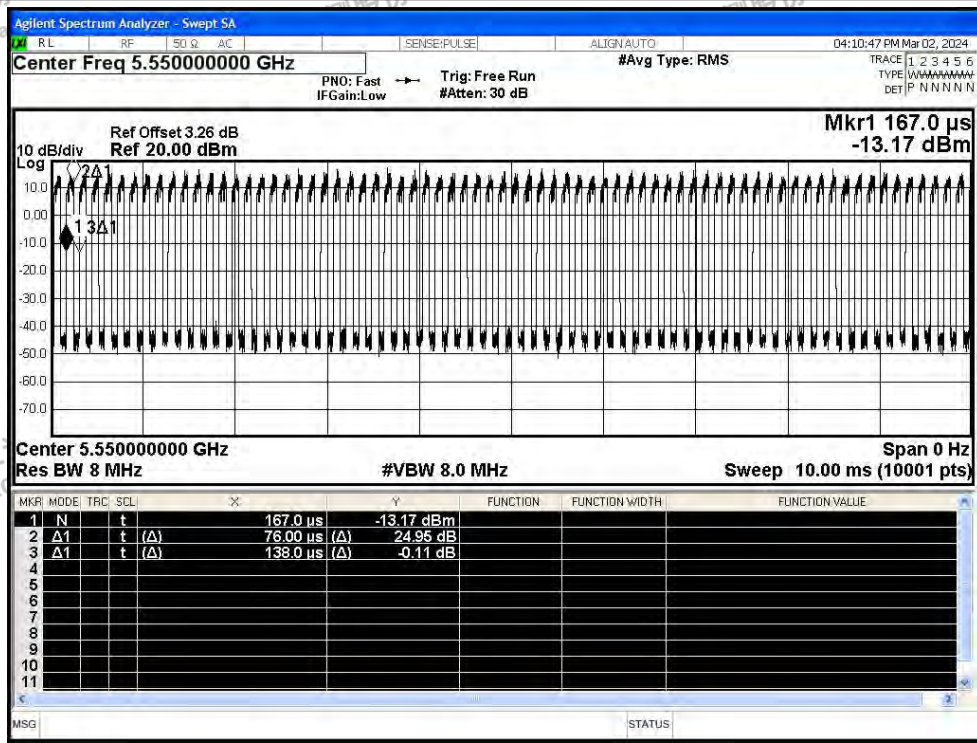 Agilent Spectrum Analyzer - Swept SA
RL RF 50 Ω AC SENSE:PULSE ALIGNAUTO 04:10:47 PM Mar 02, 2024
Center Freq 5.550000000 GHz #Avg Type: RMS TRACE 1 2 3 4 5 6
PNO: Fast Trig: Free Run TYPE WWWWWW
IFGain:Low #Atten: 30 dB DET P N N N N N
Mkr1 167.0 µs
-13.17 dBm
Ref Offset 3.26 dB
10 dB/div Ref 20.00 dBm
Log
2Δ1
10.0
0.00
1 3Δ1
-10.0
-20.0
-30.0
-40.0
-50.0
-60.0
-70.0
Center 5.550000000 GHz Span 0 Hz
Res BW 8 MHz #VBW 8.0 MHz Sweep 10.00 ms (10001 pts)
MKR MODE TRC SCL X Y FUNCTION FUNCTION WIDTH FUNCTION VALUE
1 N t 167.0 µs -13.17 dBm
2 Δ1 t (Δ) 76.00 µs (Δ) 24.95 dB
3 Δ1 t (Δ) 138.0 µs (Δ) -0.11 dB
4
5
6
7
8
9
10
11
MSG STATUS